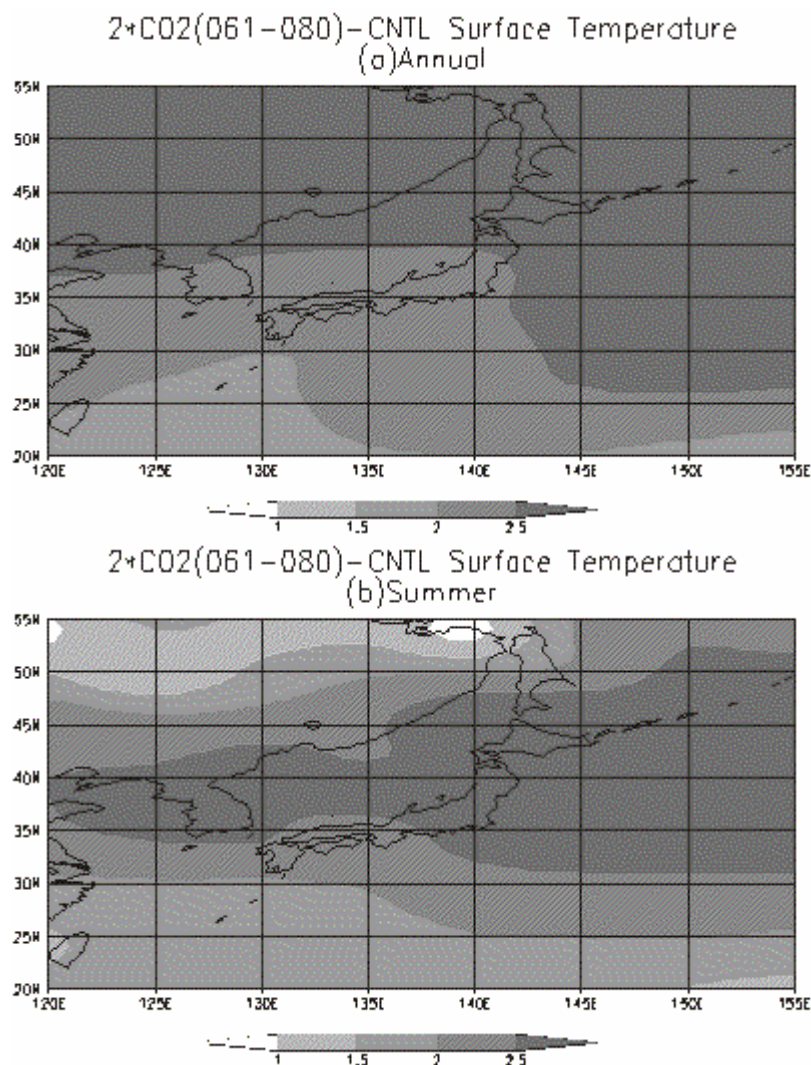 2*CO2(061-080)-CNTL Surface Temperature
(a)Annual
55N
50N
45N
40N
35N
30N
25N
20N
120E 125E 130E 135E 140E 145E 150E 155E
1 1.5 2 2.5
2*CO2(061-080)-CNTL Surface Temperature
(b)Summer
55N
50N
45N
40N
35N
30N
25N
20N
120E 125E 130E 135E 140E 145E 150E 155E
1 1.5 2 2.5